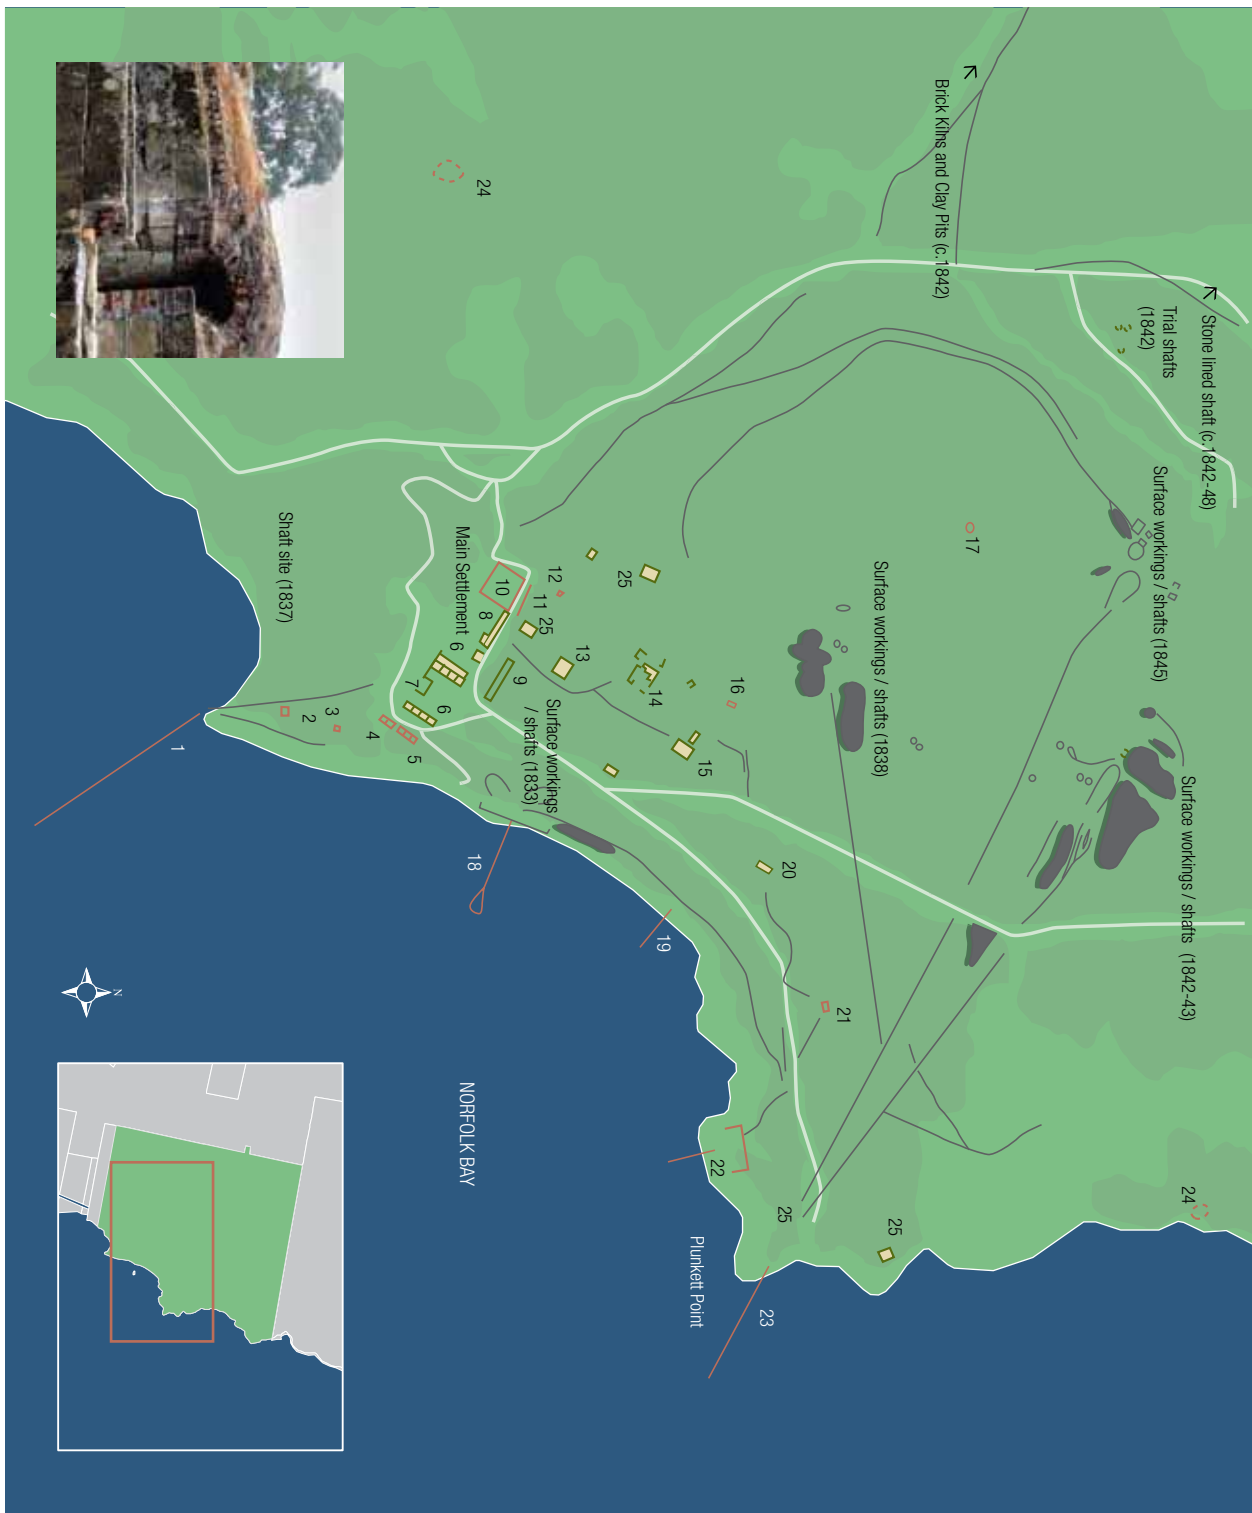 Stone lined shaft (c.1842-48)
Trial shafts
(1842)
Surface workings / shafts (1845)
Surface workings / shafts (1842-43)
Brick Kilns and Clay Pits (c.1842)
17
Surface workings / shafts (1838)
24
25
12
11
25
10
13
14
16
15
8
9
Main Settlement
6
7
6
Surface workings
/ shafts (1833)
Shaft site (1837)
2
3
4
5
1
18
19
20
21
22
25
25
24
23
Plunkett Point
NORFOLK BAY
N